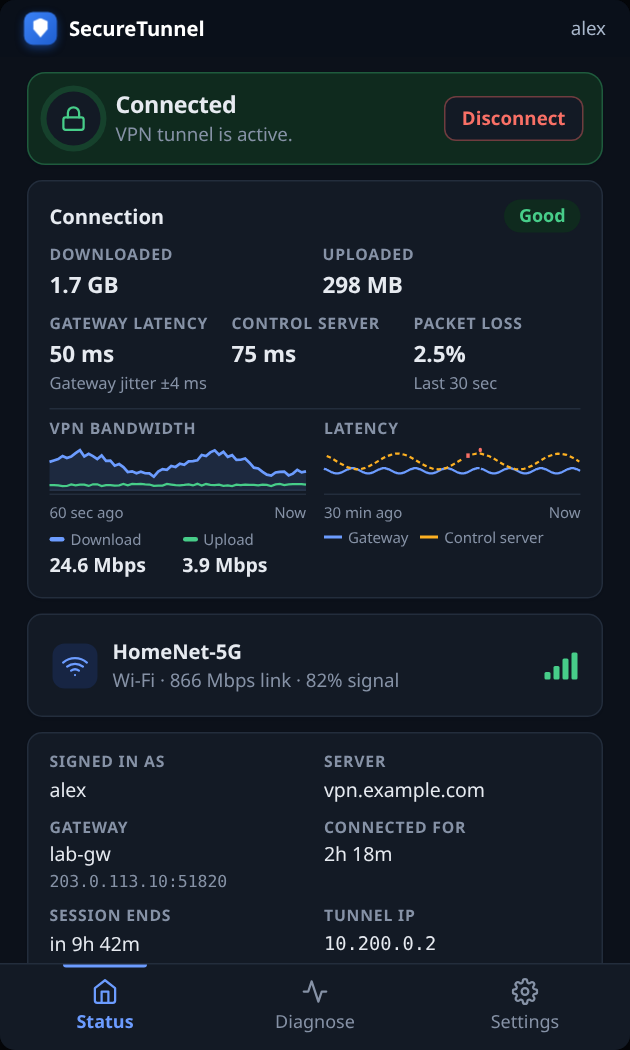 SecureTunnel
alex
Connected
VPN tunnel is active.
Disconnect
Connection
Good
DOWNLOADED
UPLOADED
1.7 GB
298 MB
GATEWAY LATENCY
CONTROL SERVER
PACKET LOSS
50 ms
75 ms
2.5%
Gateway jitter ±4 ms
Last 30 sec
VPN BANDWIDTH
LATENCY
60 sec ago
Now
30 min ago
Now
Download
Upload
Gateway
Control server
24.6 Mbps
3.9 Mbps
HomeNet-5G
Wi-Fi · 866 Mbps link · 82% signal
SIGNED IN AS
SERVER
alex
vpn.example.com
GATEWAY
CONNECTED FOR
lab-gw
2h 18m
203.0.113.10:51820
SESSION ENDS
TUNNEL IP
in 9h 42m
10.200.0.2
Status
Diagnose
Settings